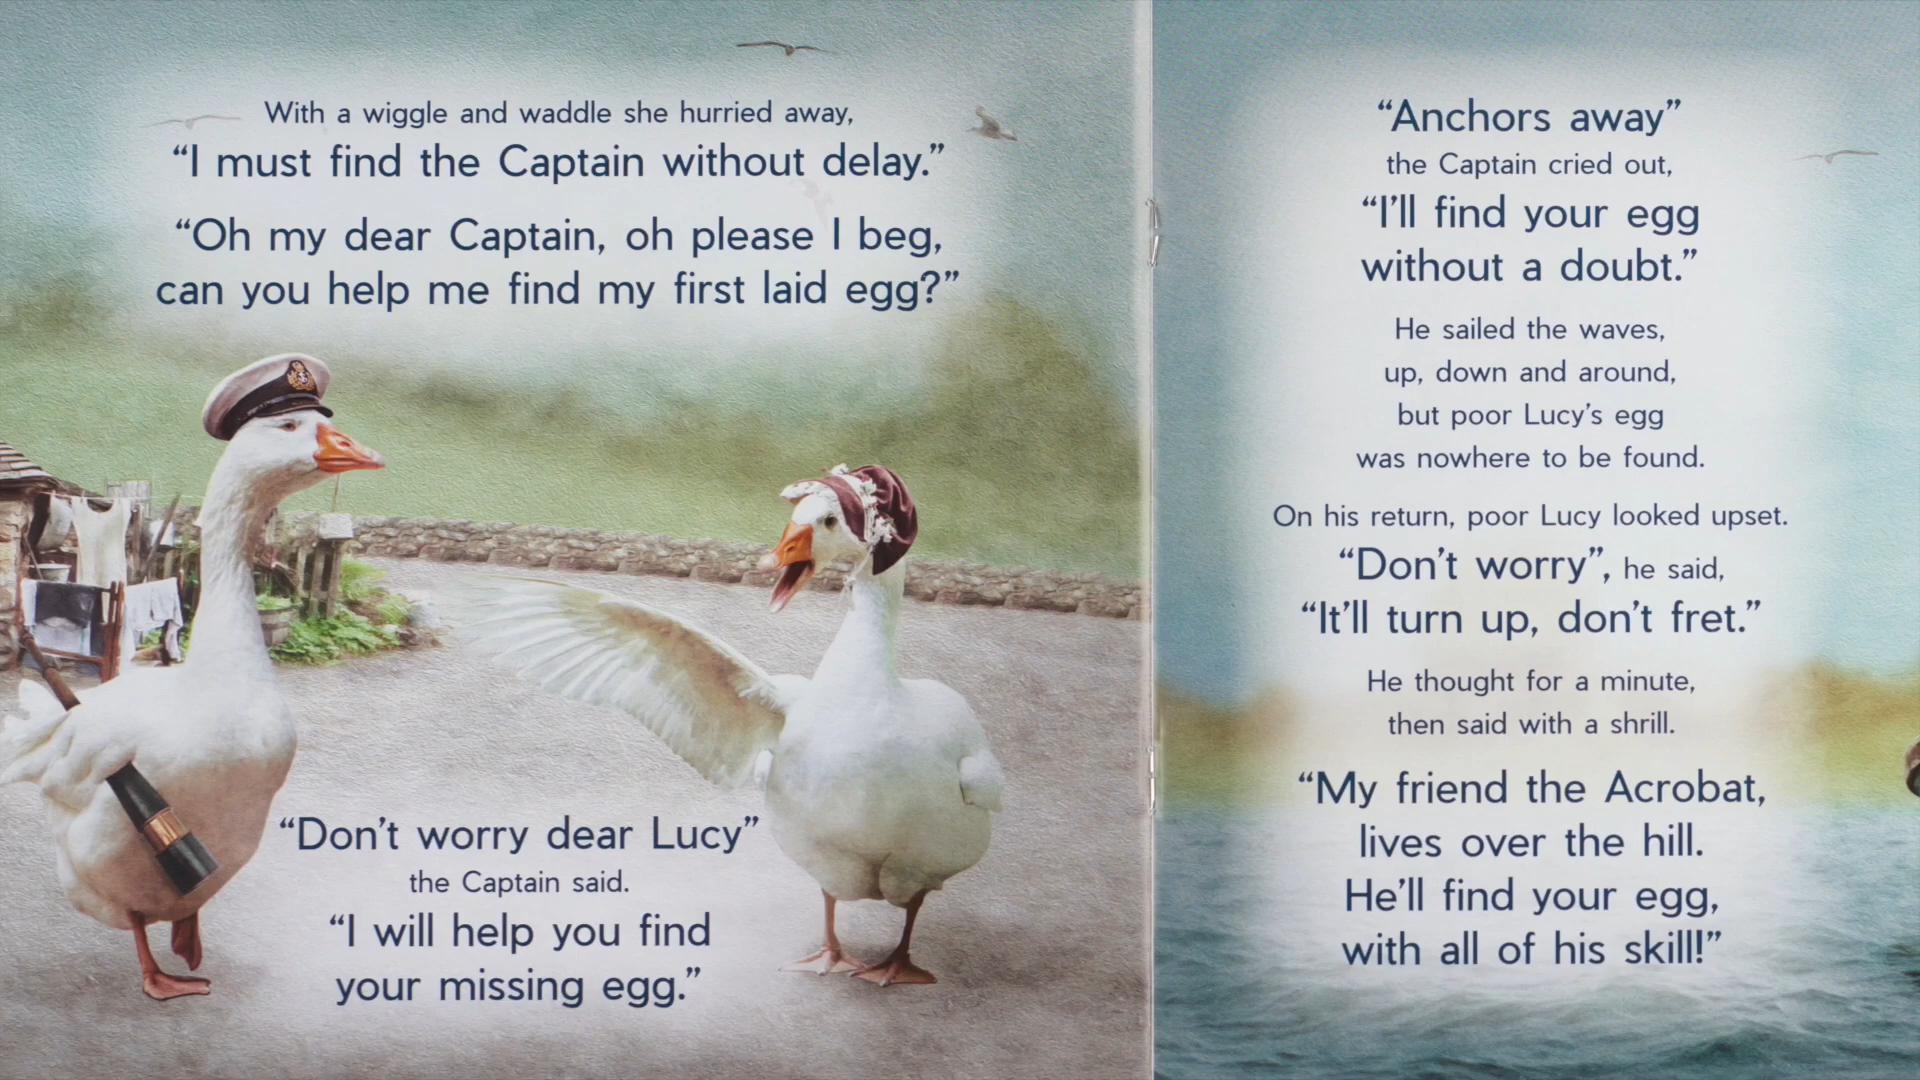 With a wiggle and waddle she hurried away,
“I must find the Captain without delay.”
“Oh my dear Captain, oh please I beg,
can you help me find my first laid egg?”
“Don’t worry dear Lucy”
the Captain said.
“I will help you find
your missing egg.”
“Anchors away”
the Captain cried out,
“I’ll find your egg
without a doubt.”
He sailed the waves,
up, down and around,
but poor Lucy’s egg
was nowhere to be found.
On his return, poor Lucy looked upset.
“Don’t worry”, he said,
“It’ll turn up, don’t fret.”
He thought for a minute,
then said with a shrill.
“My friend the Acrobat,
lives over the hill.
He’ll find your egg,
with all of his skill!”